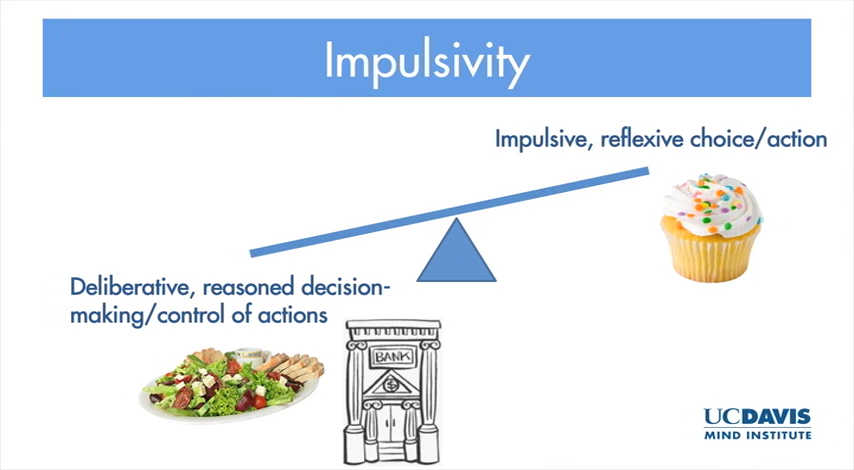 Impulsivity
Impulsive, reflexive choice/action
Deliberative, reasoned decision-
making/control of actions
BANK
$
UCDAVIS
MIND INSTITUTE